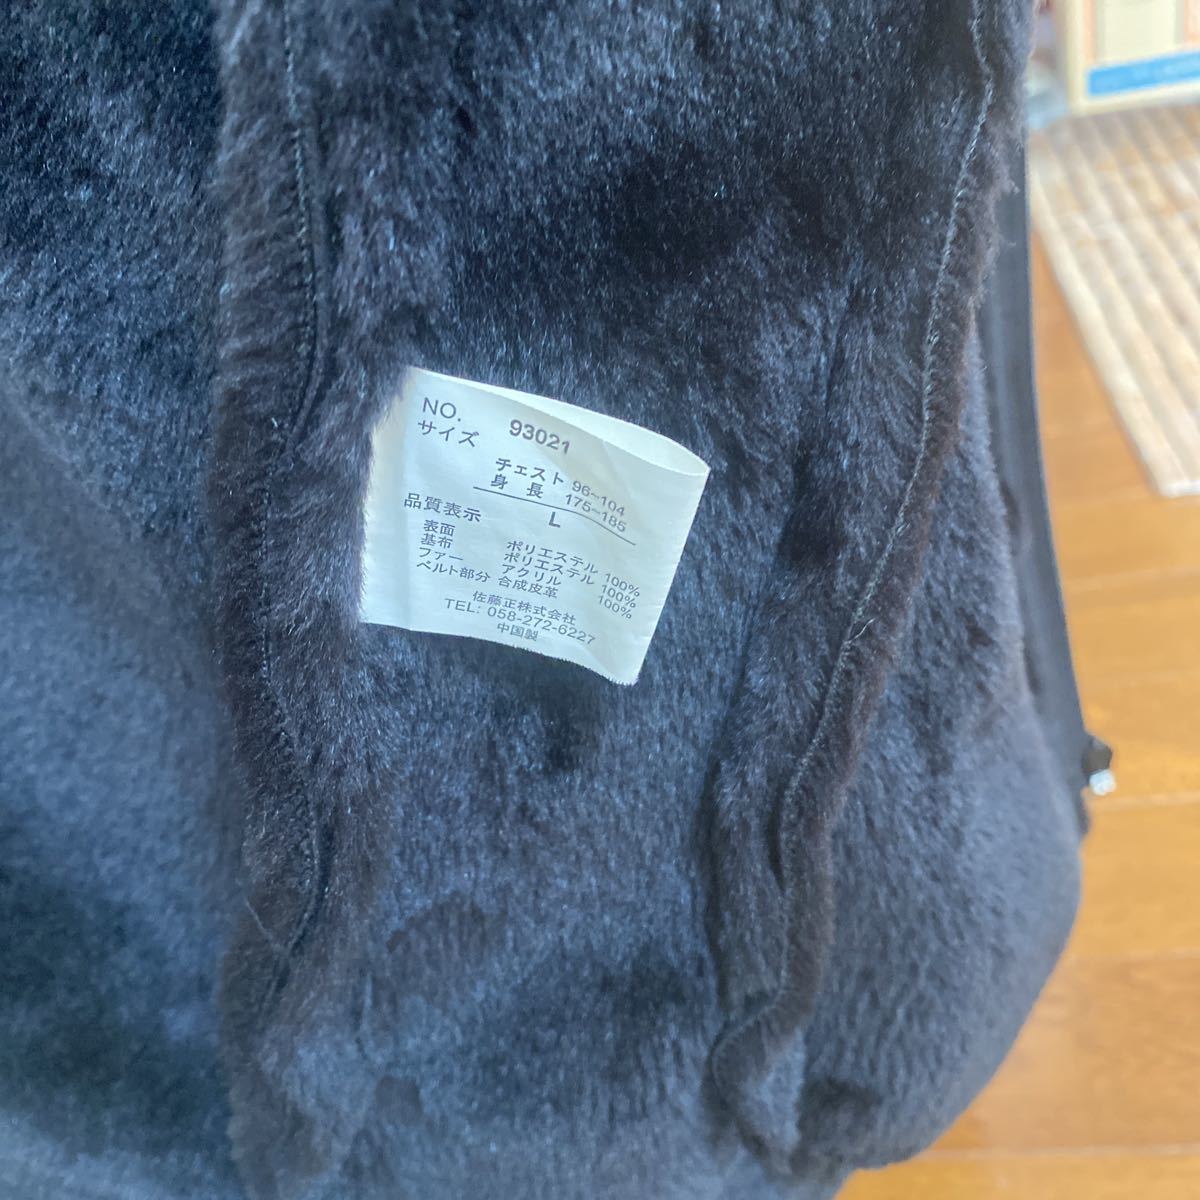 NO. 93021
サイズ
チェスト 96~104
身長 175~185
L
品質表示
表面 ポリエステル 100%
基布 ポリエステル 100%
ファー アクリル 100%
ベルト部分 合成皮革
佐藤正株式会社
TEL: 058-272-6227
中国製